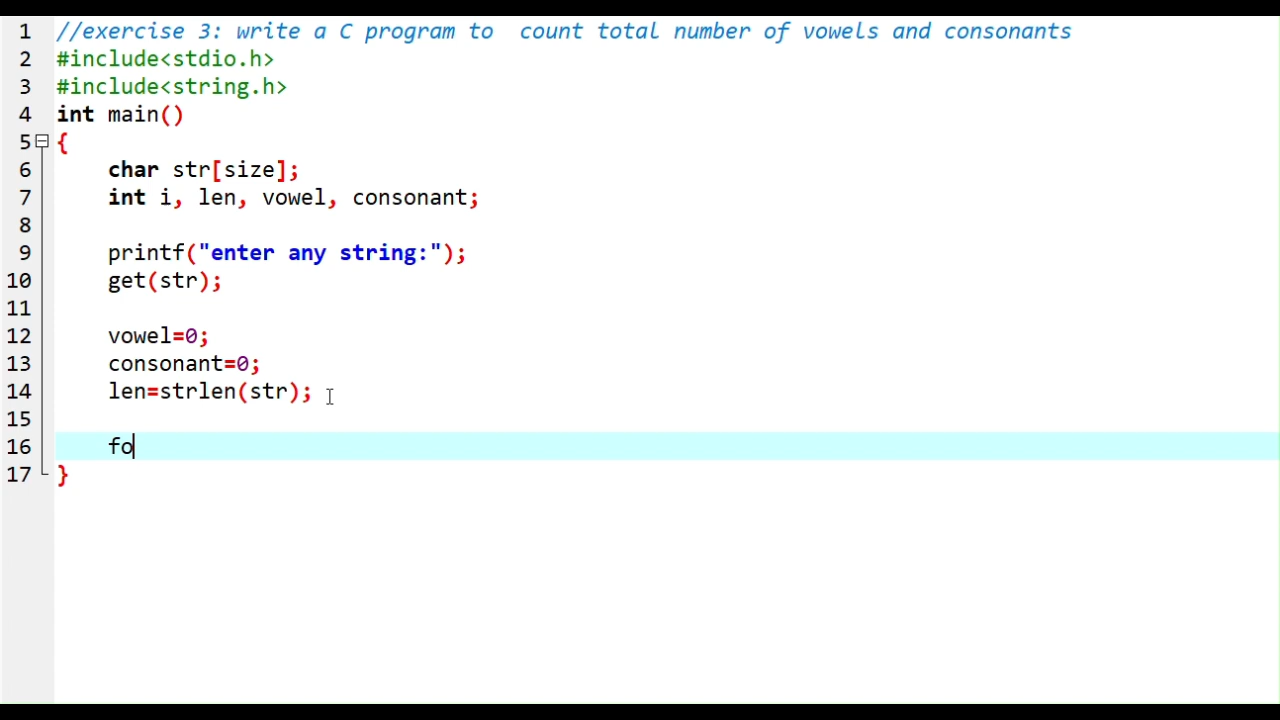 1 //exercise 3: write a C program to  count total number of vowels and consonants
2 #include<stdio.h>
3 #include<string.h>
4 int main()
5 {
6     char str[size];
7     int i, len, vowel, consonant;
8
9     printf("enter any string:");
10     get(str);
11
12     vowel=0;
13     consonant=0;
14     len=strlen(str);
15
16     fo
17 }